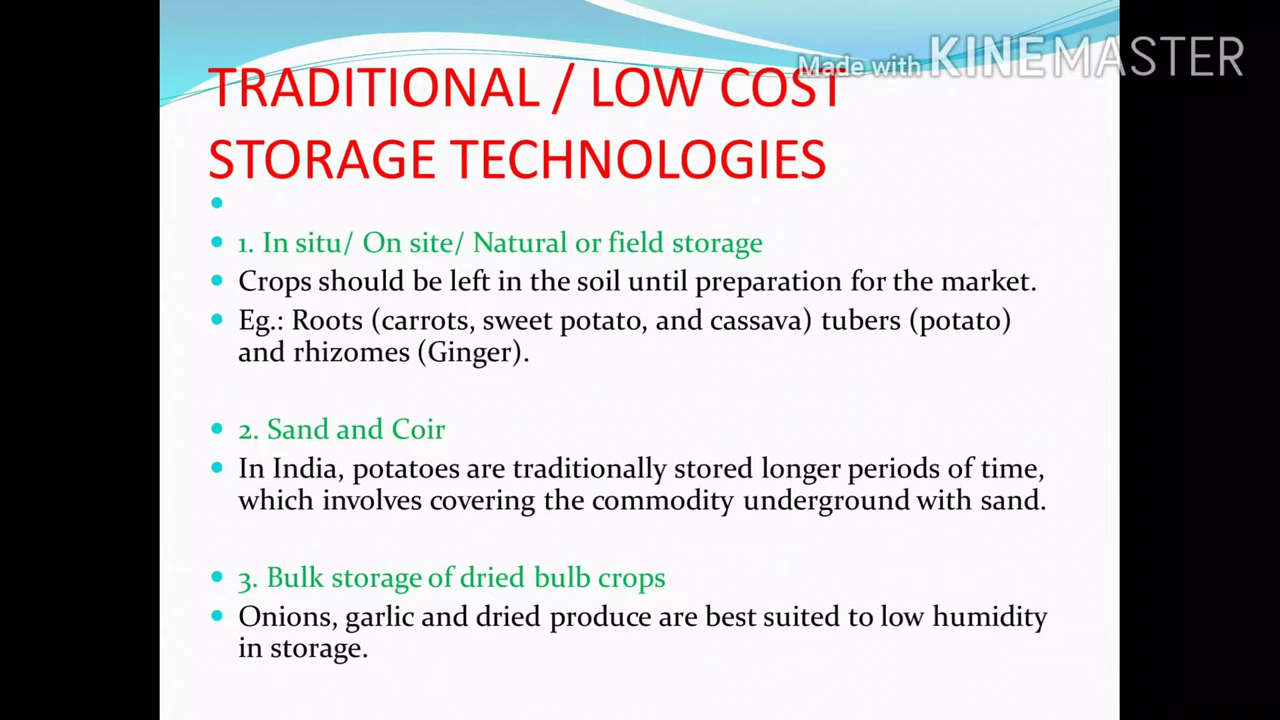 Made with KINEMASTER
TRADITIONAL / LOW COST
STORAGE TECHNOLOGIES
1. In situ/ On site/ Natural or field storage
Crops should be left in the soil until preparation for the market.
Eg.: Roots (carrots, sweet potato, and cassava) tubers (potato)
and rhizomes (Ginger).
2. Sand and Coir
In India, potatoes are traditionally stored longer periods of time,
which involves covering the commodity underground with sand.
3. Bulk storage of dried bulb crops
Onions, garlic and dried produce are best suited to low humidity
in storage.